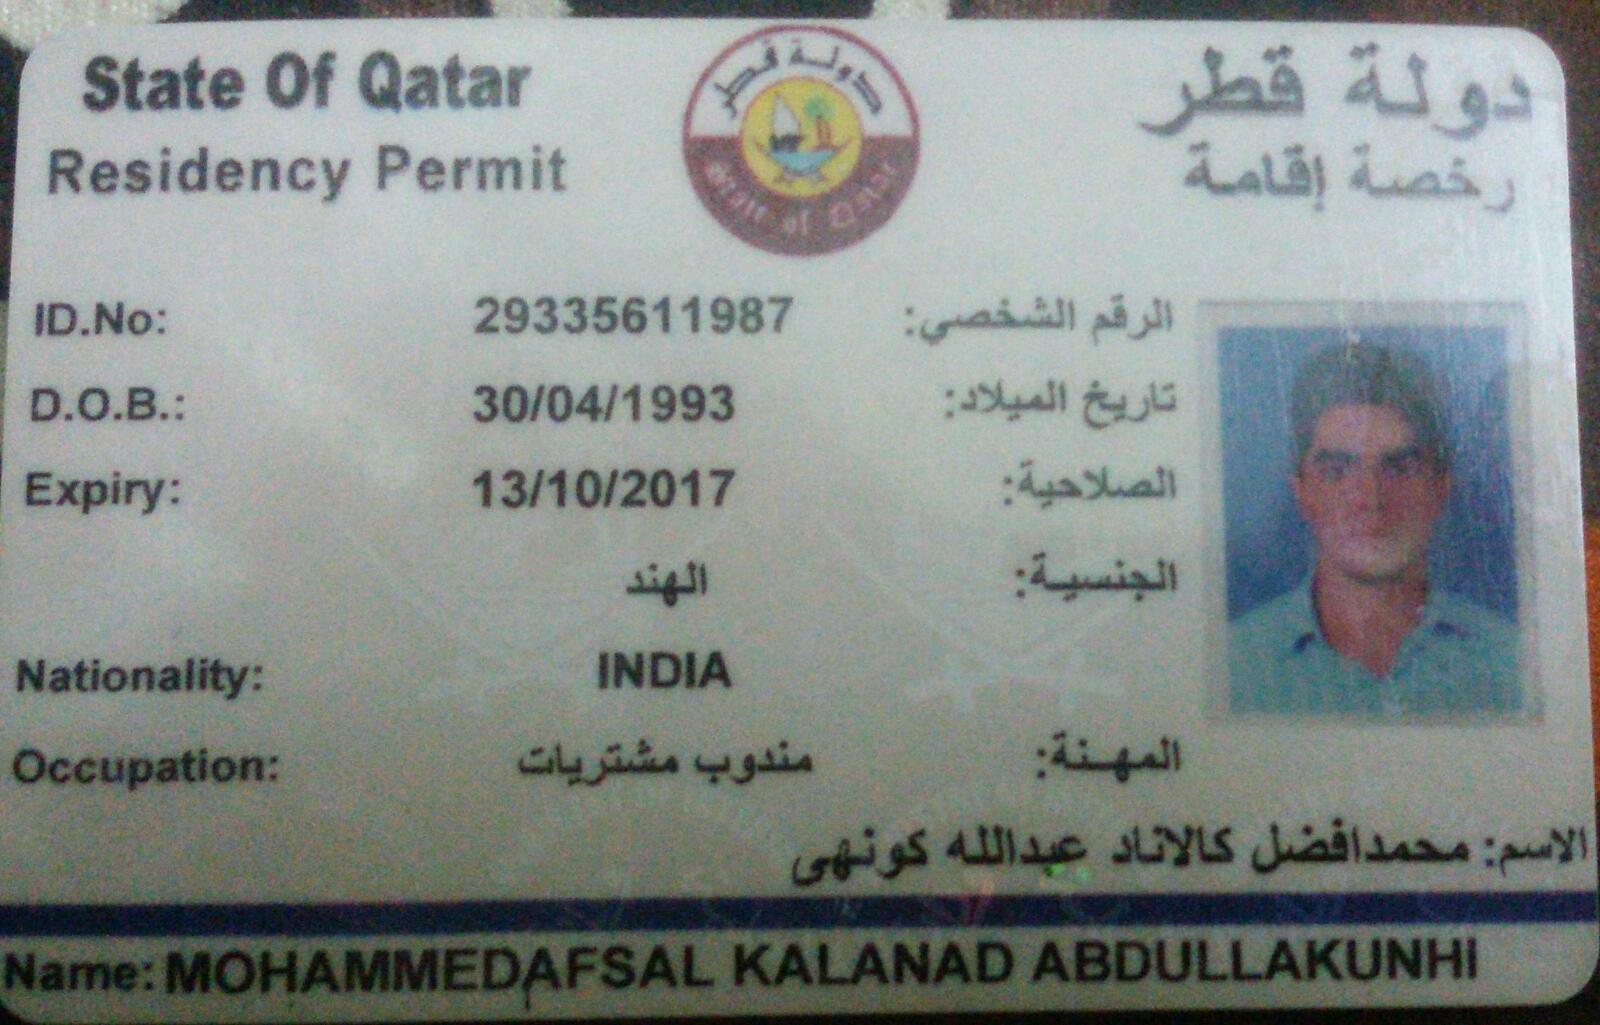 State Of Qatar
دولة قطر
Residency Permit
رخصة إقامة
دولة قطر
State of Qatar
ID.No: 29335611987 الرقم الشخصي:
D.O.B.: 30/04/1993 تاريخ الميلاد:
Expiry: 13/10/2017 الصلاحية:
الهند الجنسية:
Nationality: INDIA
Occupation: مندوب مشتريات المهنة:
الاسم: محمدافضل كالاناد عبدالله كونهى
Name: MOHAMMEDAFSAL KALANAD ABDULLAKUNHI